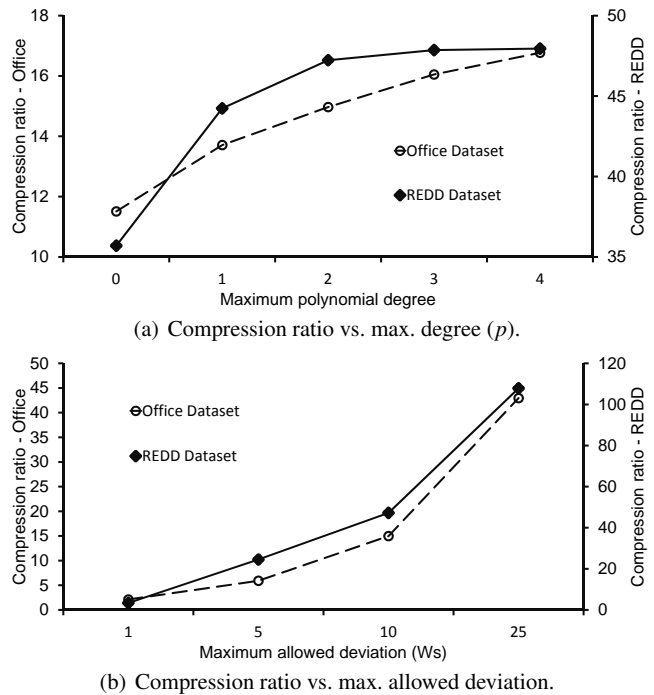 18
16
14
12
10
Compression ratio - Office
50
45
40
35
Compression ratio - REDD
Office Dataset
REDD Dataset
0 1 2 3 4
Maximum polynomial degree
(a) Compression ratio vs. max. degree (p).
50
45
40
35
30
25
20
15
10
5
0
Compression ratio - Office
120
100
80
60
40
20
0
Compression ratio - REDD
Office Dataset
REDD Dataset
1 5 10 25
Maximum allowed deviation (Ws)
(b) Compression ratio vs. max. allowed deviation.